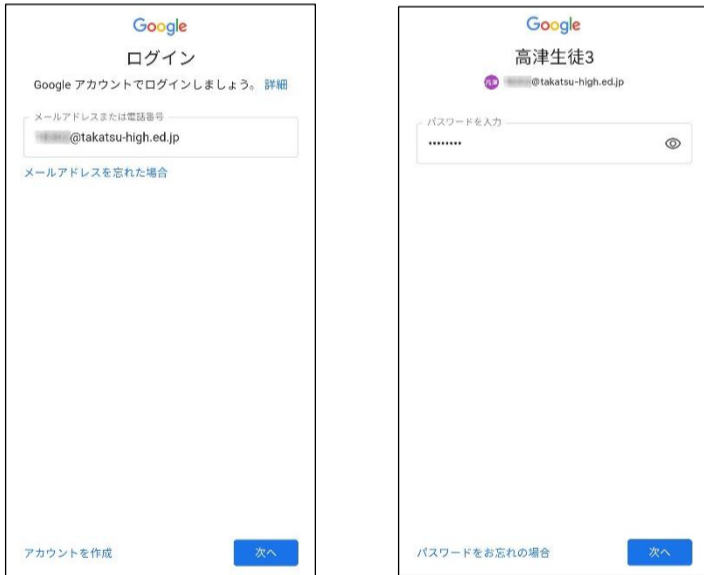 Google
ログイン
Google アカウントでログインしましょう。 詳細
メールアドレスまたは電話番号
@takatsu-high.ed.jp
メールアドレスを忘れた場合
アカウントを作成
次へ
Google
高津生徒3
@takatsu-high.ed.jp
パスワードを入力
••••••••
パスワードをお忘れの場合
次へ